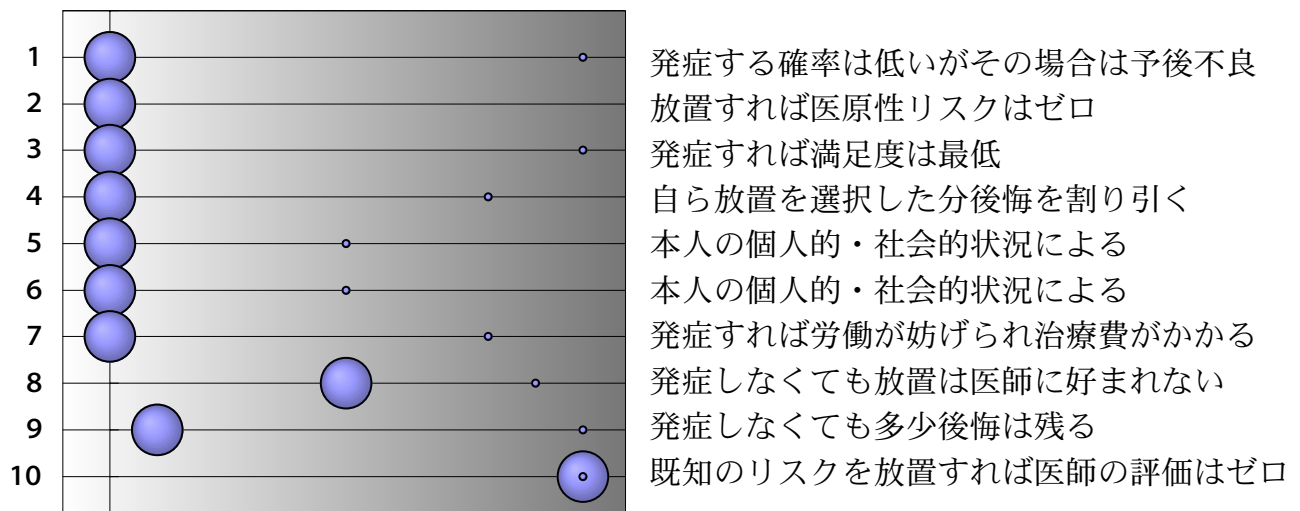 1 発症する確率は低いがその場合は予後不良
2 放置すれば医原性リスクはゼロ
3 発症すれば満足度は最低
4 自ら放置を選択した分後悔を割り引く
5 本人の個人的・社会的状況による
6 本人の個人的・社会的状況による
7 発症すれば労働が妨げられ治療費がかかる
8 発症しなくても放置は医師に好まれない
9 発症しなくても多少後悔は残る
10 既知のリスクを放置すれば医師の評価はゼロ